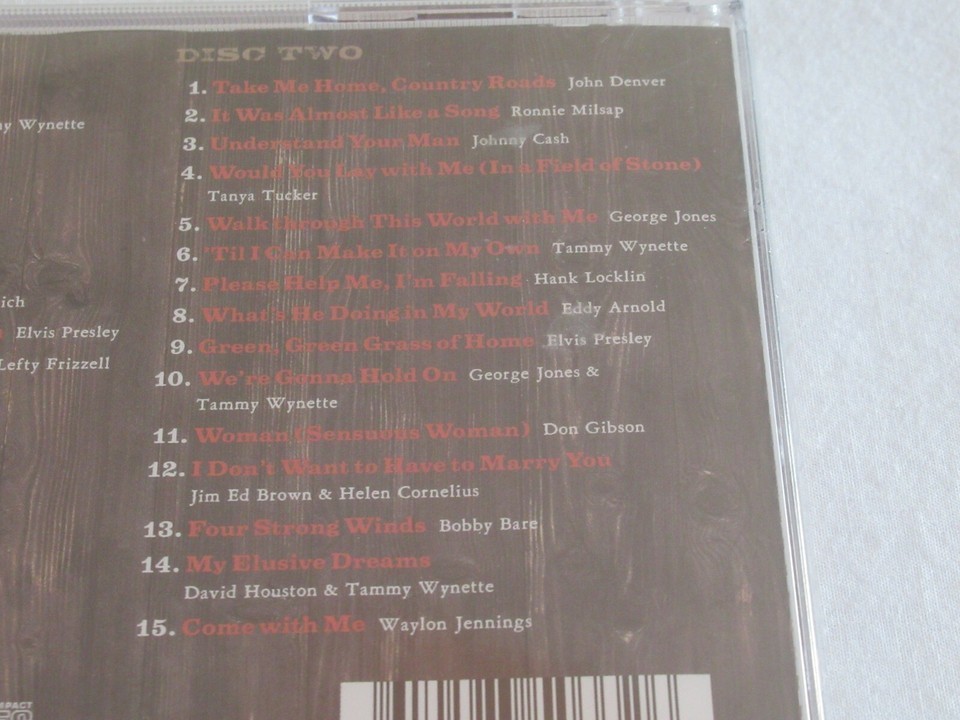 y Wynette
ich
Elvis Presley
Lefty Frizzell
DISC TWO
1. Take Me Home, Country Roads John Denver
2. It Was Almost Like a Song Ronnie Milsap
3. Understand Your Man Johnny Cash
4. Would You Lay with Me (In a Field of Stone)
Tanya Tucker
5. Walk through This World with Me George Jones
6. 'Til I Can Make It on My Own Tammy Wynette
7. Please Help Me, I'm Falling Hank Locklin
8. What's He Doing in My World Eddy Arnold
9. Green, Green Grass of Home Elvis Presley
10. We're Gonna Hold On George Jones &
Tammy Wynette
11. Woman (Sensuous Woman) Don Gibson
12. I Don't Want to Have to Marry You
Jim Ed Brown & Helen Cornelius
13. Four Strong Winds Bobby Bare
14. My Elusive Dreams
David Houston & Tammy Wynette
15. Come with Me Waylon Jennings